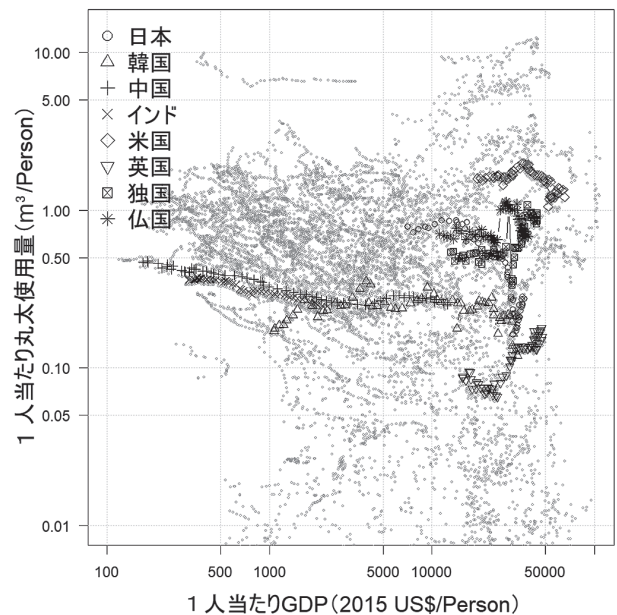 日本
韓国
中国
インド
米国
英国
独国
仏国
10.00
5.00
1.00
0.50
0.10
0.05
0.01
1人当たり丸太使用量(m³/Person)
100
500
1000
5000
10000
50000
1人当たりGDP(2015 US$/Person)